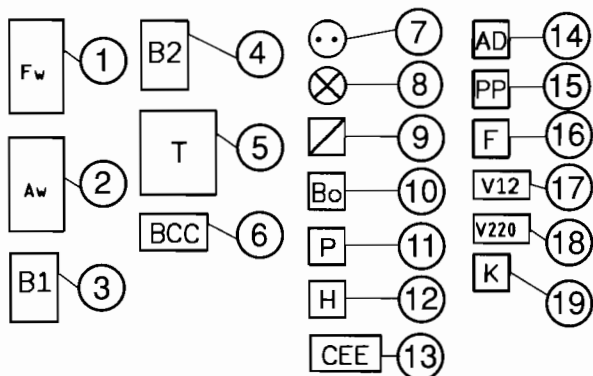 Fw 1
Aw 2
B1 3
B2 4
T 5
BCC 6
7
8
9
Bo 10
P 11
H 12
CEE 13
AD 14
PP 15
F 16
V12 17
V220 18
K 19